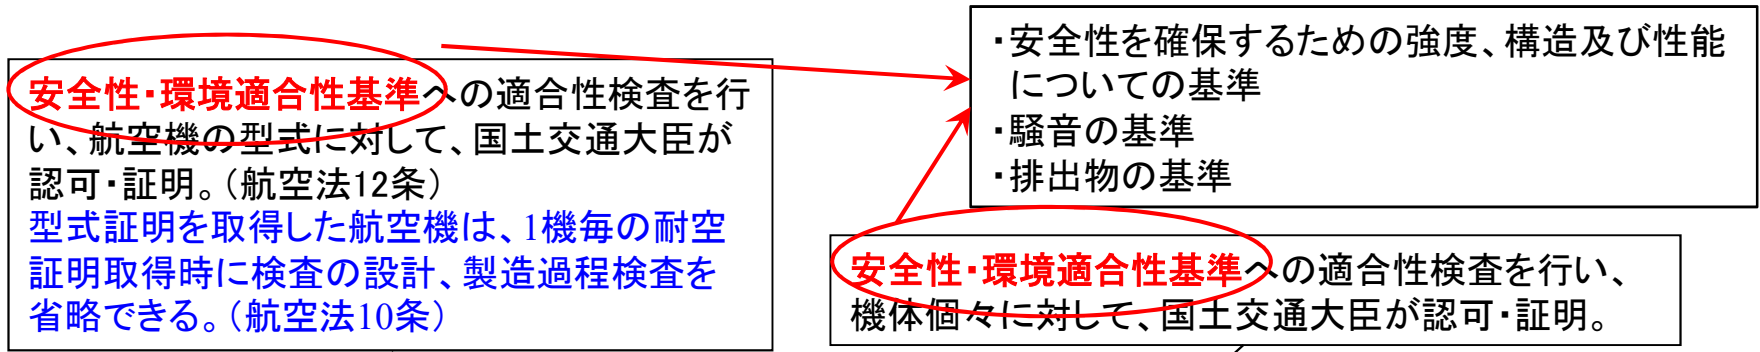 安全性・環境適合性基準への適合性検査を行
い、航空機の型式に対して、国土交通大臣が
認可・証明。(航空法12条)
型式証明を取得した航空機は、1機毎の耐空
証明取得時に検査の設計、製造過程検査を
省略できる。(航空法10条)
・安全性を確保するための強度、構造及び性能
についての基準
・騒音の基準
・排出物の基準
安全性・環境適合性基準への適合性検査を行い、
機体個々に対して、国土交通大臣が認可・証明。